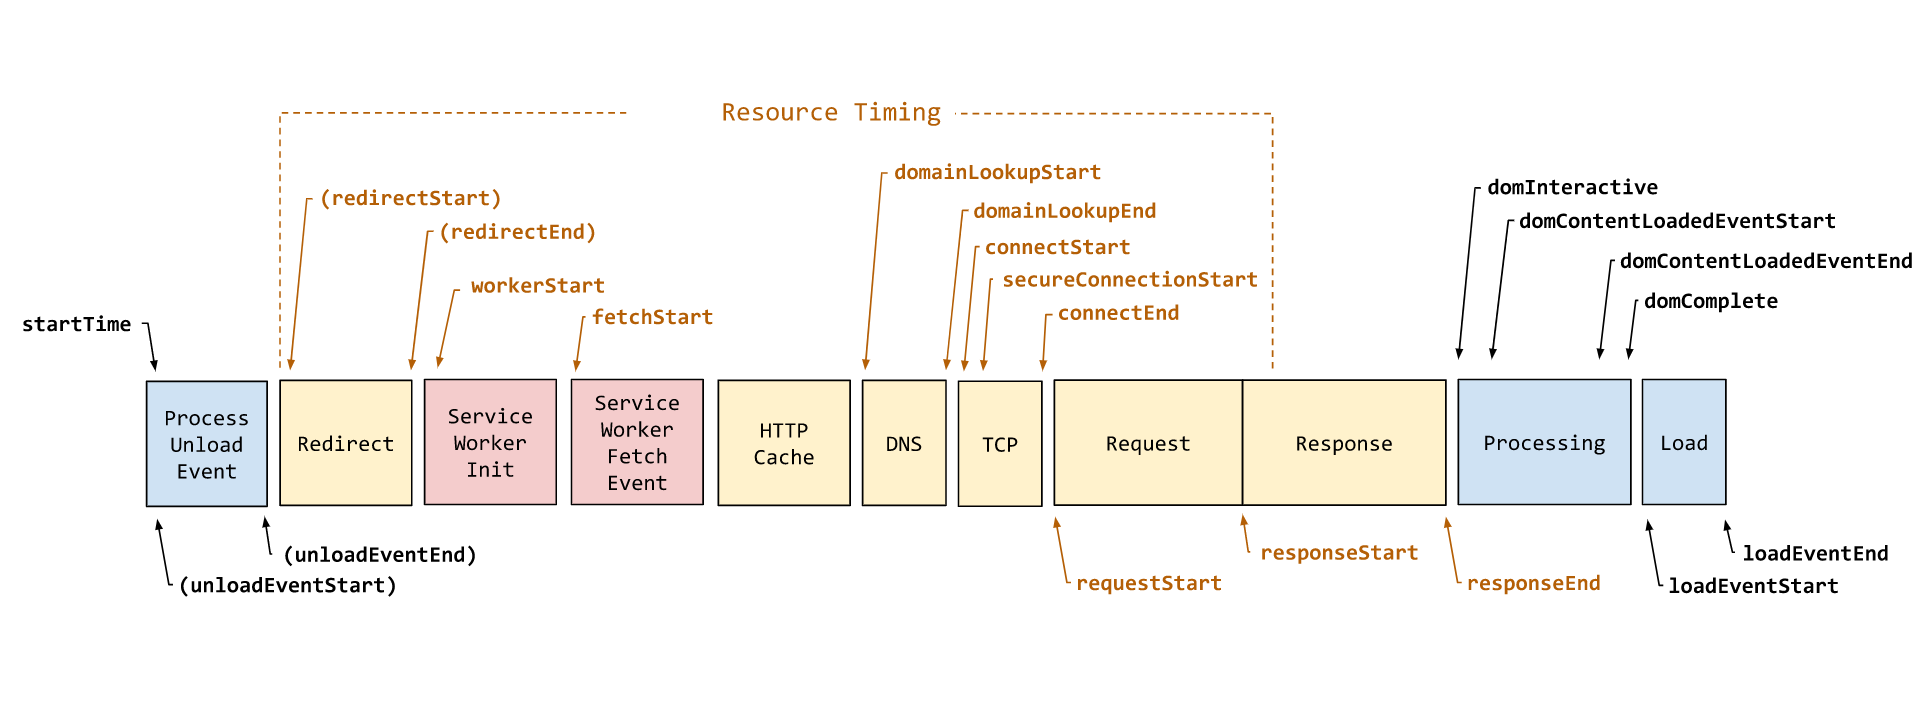 Resource Timing
domainLookupStart
domInteractive
(redirectStart)
domainLookupEnd
domContentLoadedEventStart
(redirectEnd)
connectStart
domContentLoadedEventEnd
workerStart
secureConnectionStart
domComplete
fetchStart
connectEnd
startTime
Process
Unload
Event
Redirect
Service
Worker
Init
Service
Worker
Fetch
Event
HTTP
Cache
DNS
TCP
Request
Response
Processing
Load
(unloadEventEnd)
responseStart
loadEventEnd
(unloadEventStart)
requestStart
responseEnd
loadEventStart